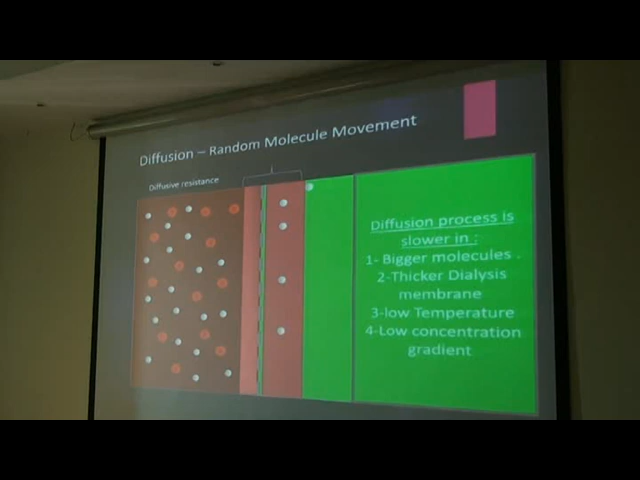 Diffusion – Random Molecule Movement
Diffusive resistance
Diffusion process is
slower in :
1- Bigger molecules .
2-Thicker Dialysis
membrane
3-low Temperature
4-Low concentration
gradient